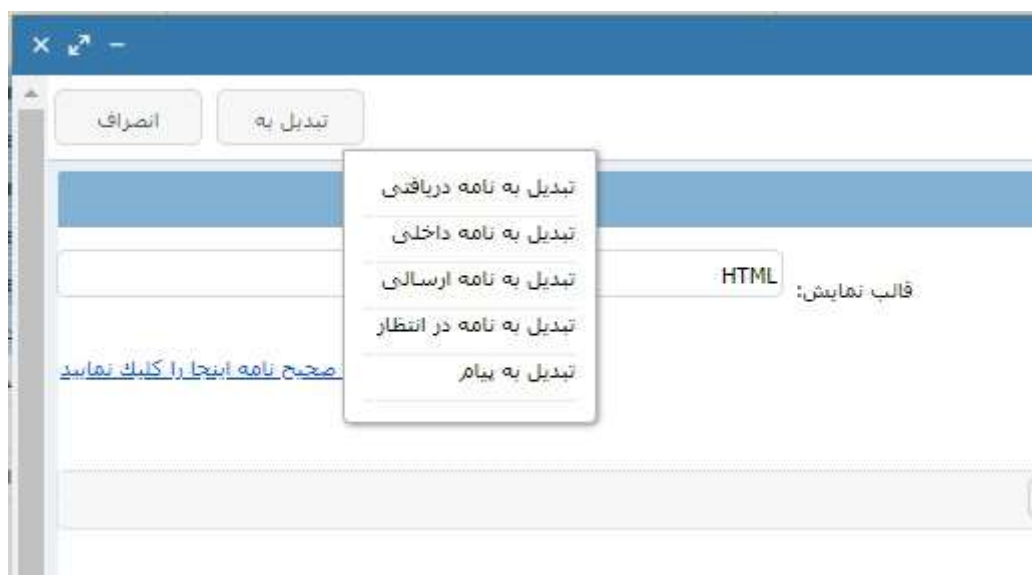 تبدیل به
انصراف
تبدیل به نامه دریافتی
تبدیل به نامه داخلی
تبدیل به نامه ارسالی
تبدیل به نامه در انتظار
تبدیل به پیام
قالب نمایش:
HTML
صحیح نامه اینجا را کلیك نمایید